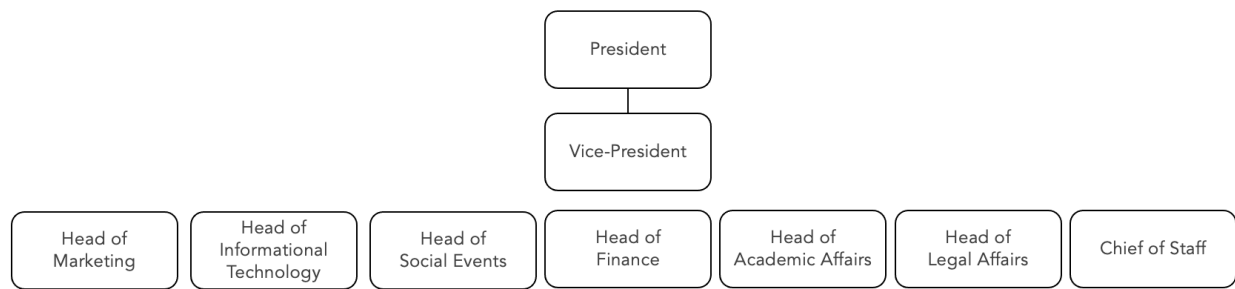 President
Vice-President
Head of
Marketing
Head of
Informational
Technology
Head of
Social Events
Head of
Finance
Head of
Academic Affairs
Head of
Legal Affairs
Chief of Staff